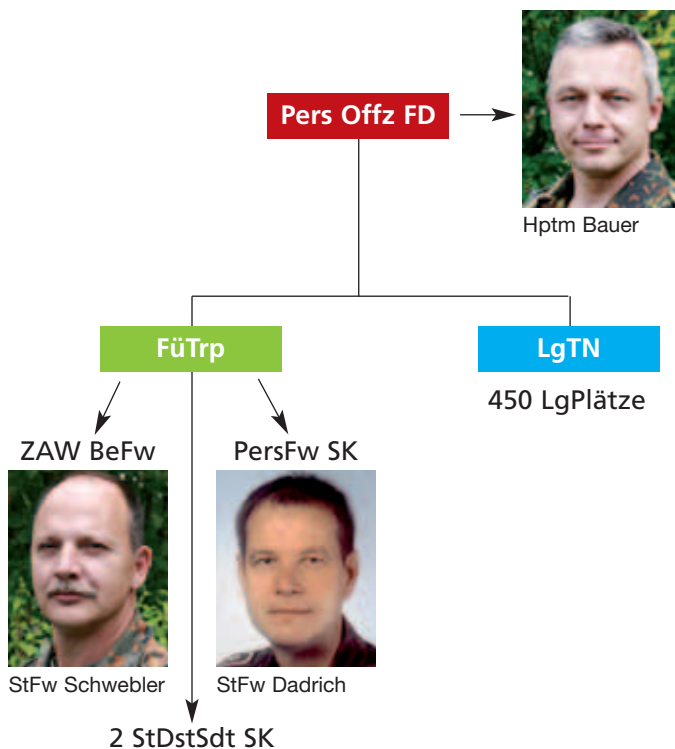 Pers Offz FD
Hptm Bauer
FüTrp
LgTN
450 LgPlätze
ZAW BeFw
PersFw SK
StFw Schwebler
StFw Dadrich
2 StDstSdt SK